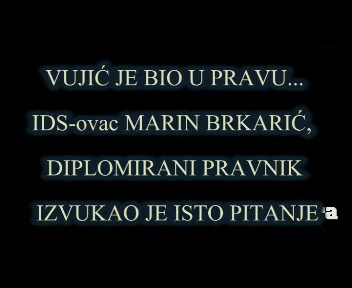 VUJIĆ JE BIO U PRAVU...
IDS-ovac MARIN BRKARIĆ,
DIPLOMIRANI PRAVNIK
IZVUKAO JE ISTO PITANJE